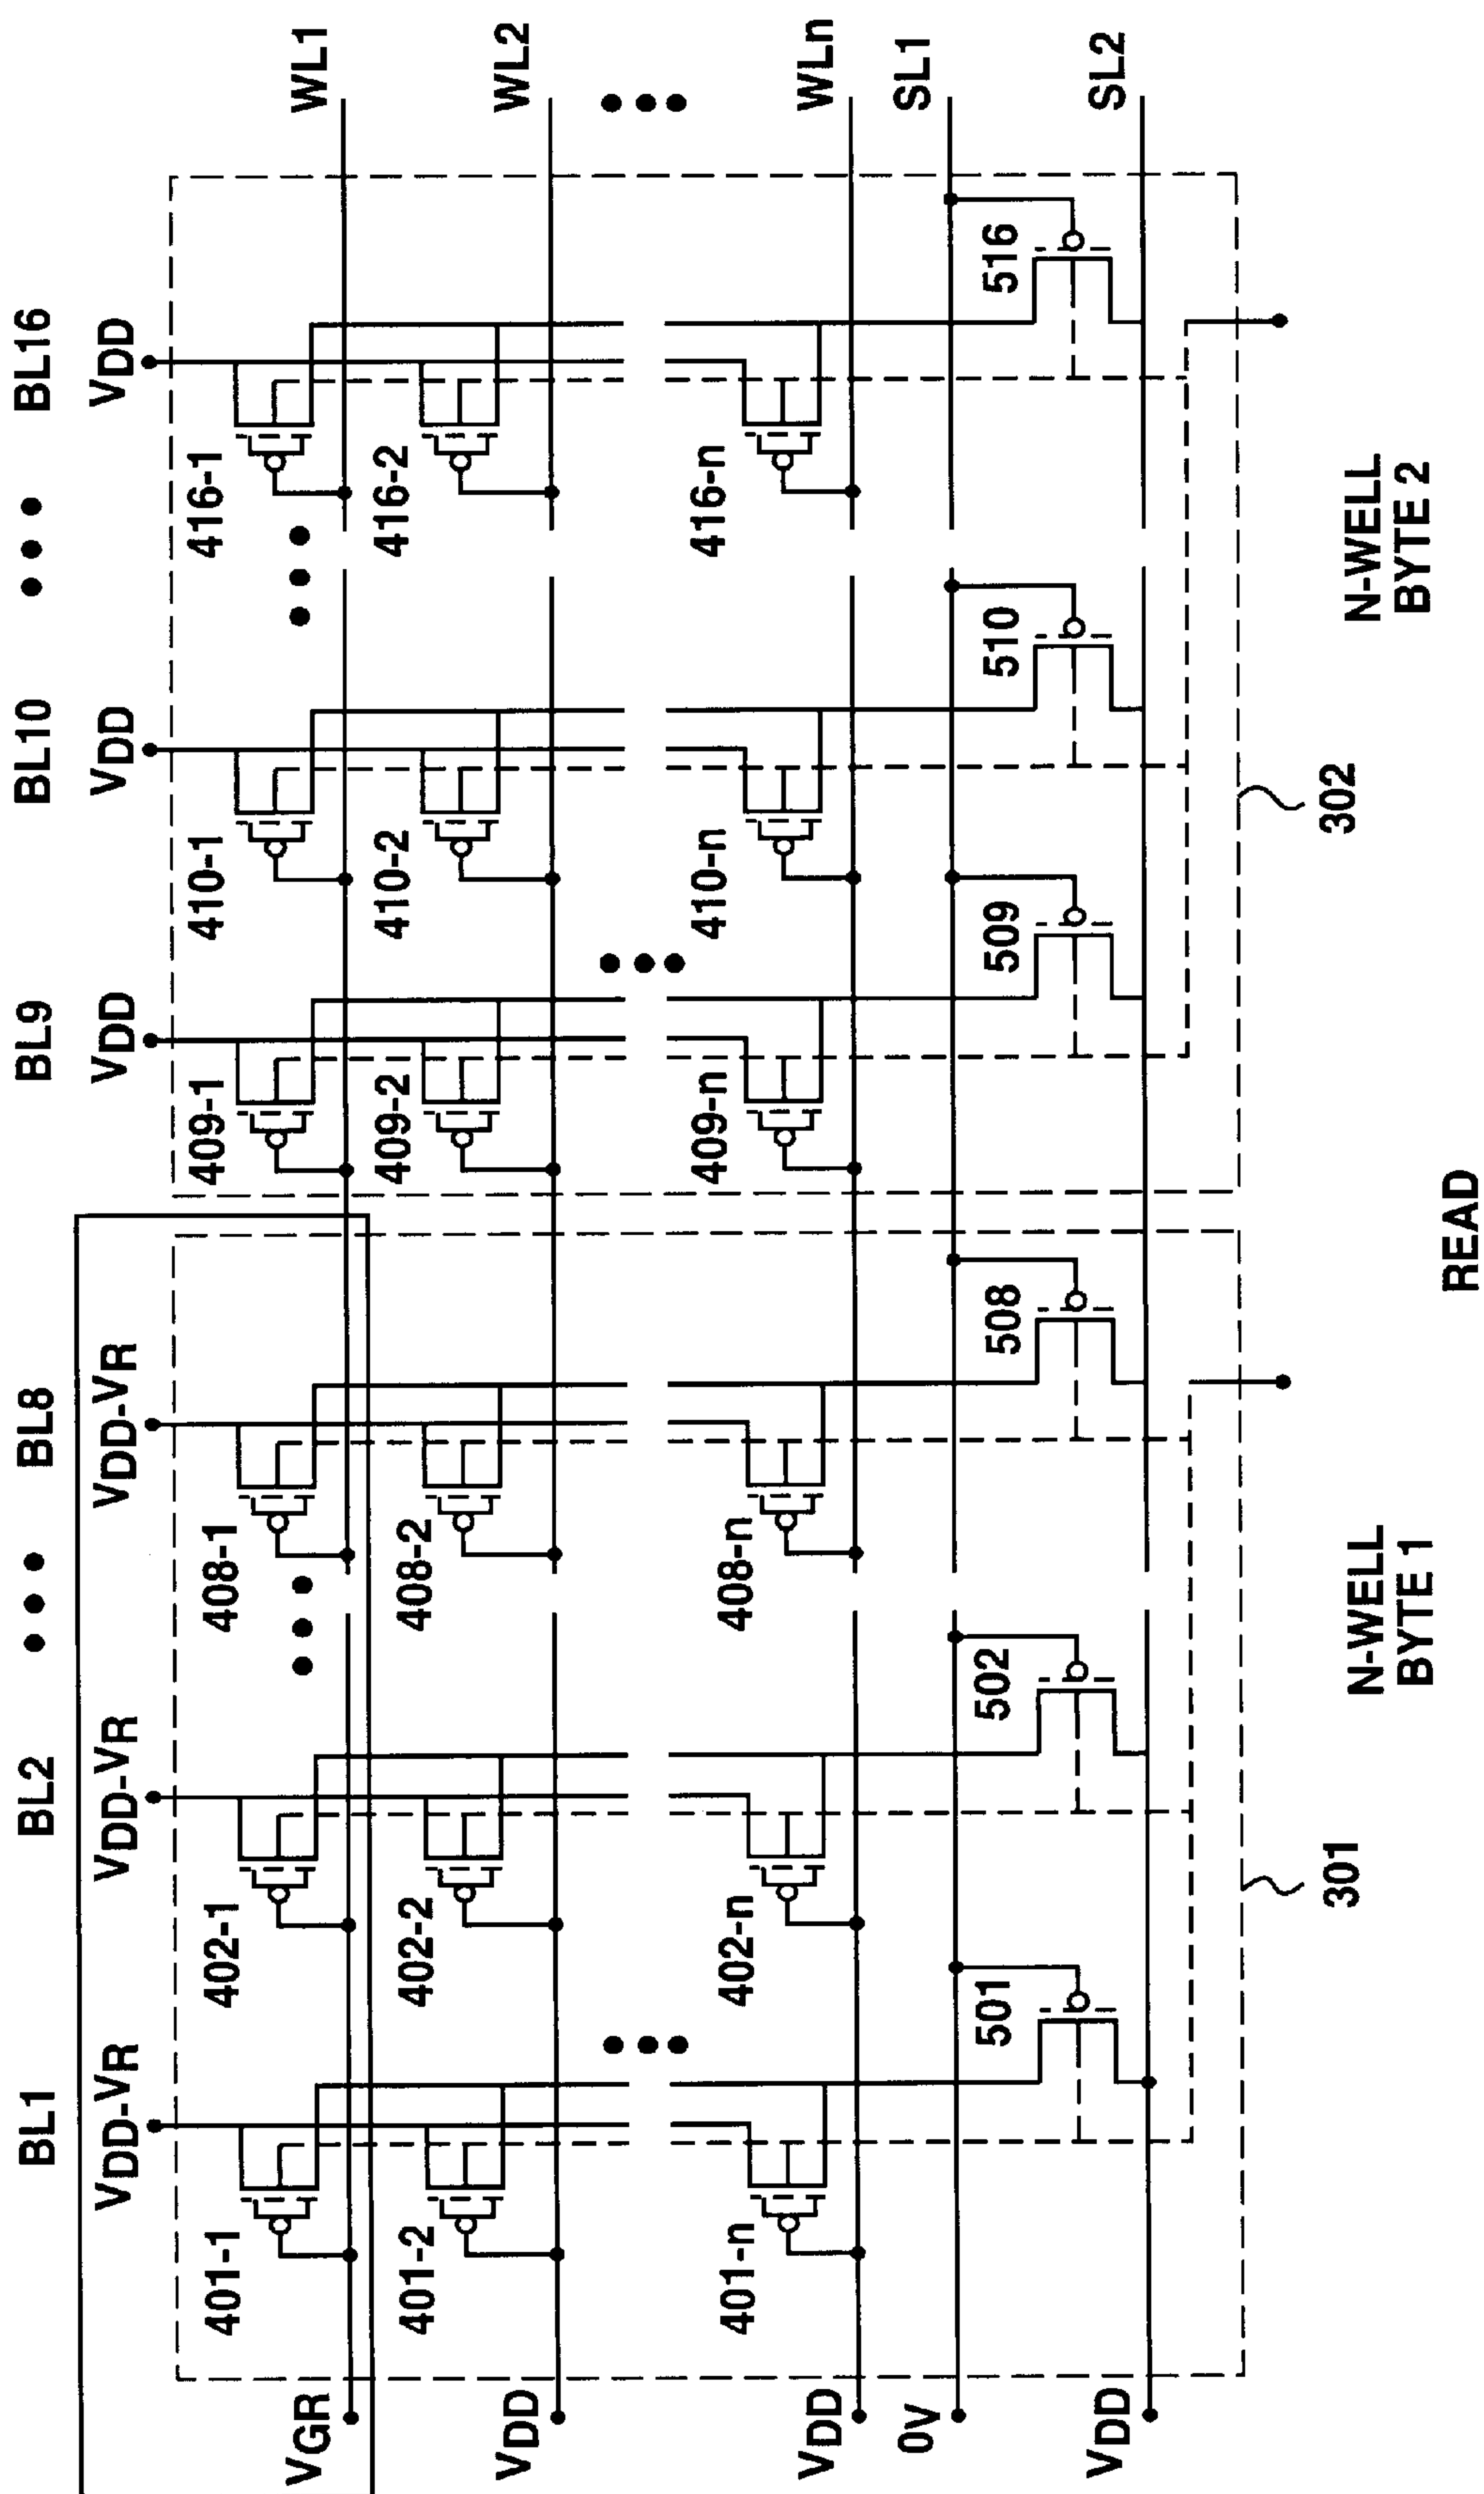 BL1 BL2 ••• BL8 BL9 BL10 ••• BL16
VDD-VR VDD-VR VDD-VR VDD VDD VDD
401-1 402-1 408-1 409-1 410-1 416-1
VGR WL1
401-2 402-2 408-2 409-2 410-2 416-2
VDD WL2
401-n 402-n 408-n 409-n 410-n 416-n
VDD WLn
0V SL1
501 502 508 509 510 516
VDD SL2
301 302
N-WELL
BYTE 1
N-WELL
BYTE 2
READ